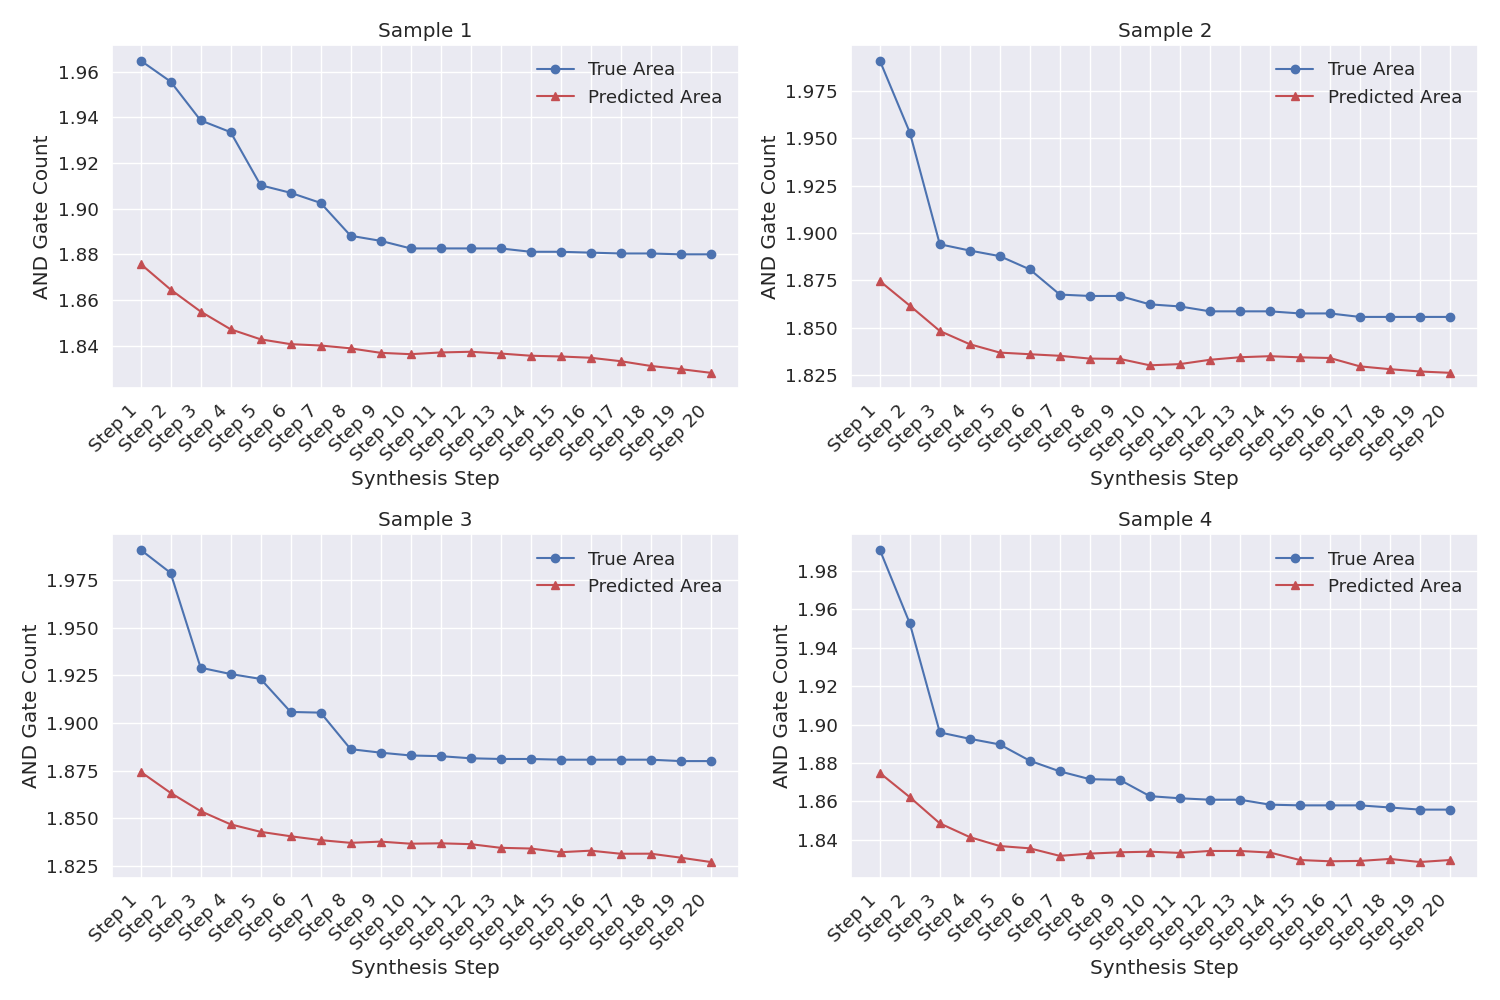 Sample 1
True Area
Predicted Area
AND Gate Count
1.96
1.94
1.92
1.90
1.88
1.86
1.84
Step 1
Step 2
Step 3
Step 4
Step 5
Step 6
Step 7
Step 8
Step 9
Step 10
Step 11
Step 12
Step 13
Step 14
Step 15
Step 16
Step 17
Step 18
Step 19
Step 20
Synthesis Step
Sample 2
True Area
Predicted Area
AND Gate Count
1.975
1.950
1.925
1.900
1.875
1.850
1.825
Step 1
Step 2
Step 3
Step 4
Step 5
Step 6
Step 7
Step 8
Step 9
Step 10
Step 11
Step 12
Step 13
Step 14
Step 15
Step 16
Step 17
Step 18
Step 19
Step 20
Synthesis Step
Sample 3
True Area
Predicted Area
AND Gate Count
1.975
1.950
1.925
1.900
1.875
1.850
1.825
Step 1
Step 2
Step 3
Step 4
Step 5
Step 6
Step 7
Step 8
Step 9
Step 10
Step 11
Step 12
Step 13
Step 14
Step 15
Step 16
Step 17
Step 18
Step 19
Step 20
Synthesis Step
Sample 4
True Area
Predicted Area
AND Gate Count
1.98
1.96
1.94
1.92
1.90
1.88
1.86
1.84
Step 1
Step 2
Step 3
Step 4
Step 5
Step 6
Step 7
Step 8
Step 9
Step 10
Step 11
Step 12
Step 13
Step 14
Step 15
Step 16
Step 17
Step 18
Step 19
Step 20
Synthesis Step